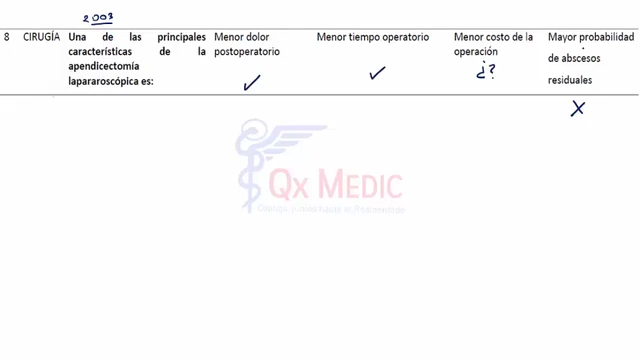 2003
8 CIRUGÍA Una de las principales características de la apendicectomía lapararoscópica es:
Menor dolor postoperatorio
Menor tiempo operatorio
Menor costo de la operación
¿?
Mayor probabilidad de abscesos residuales
X
QX MEDIC